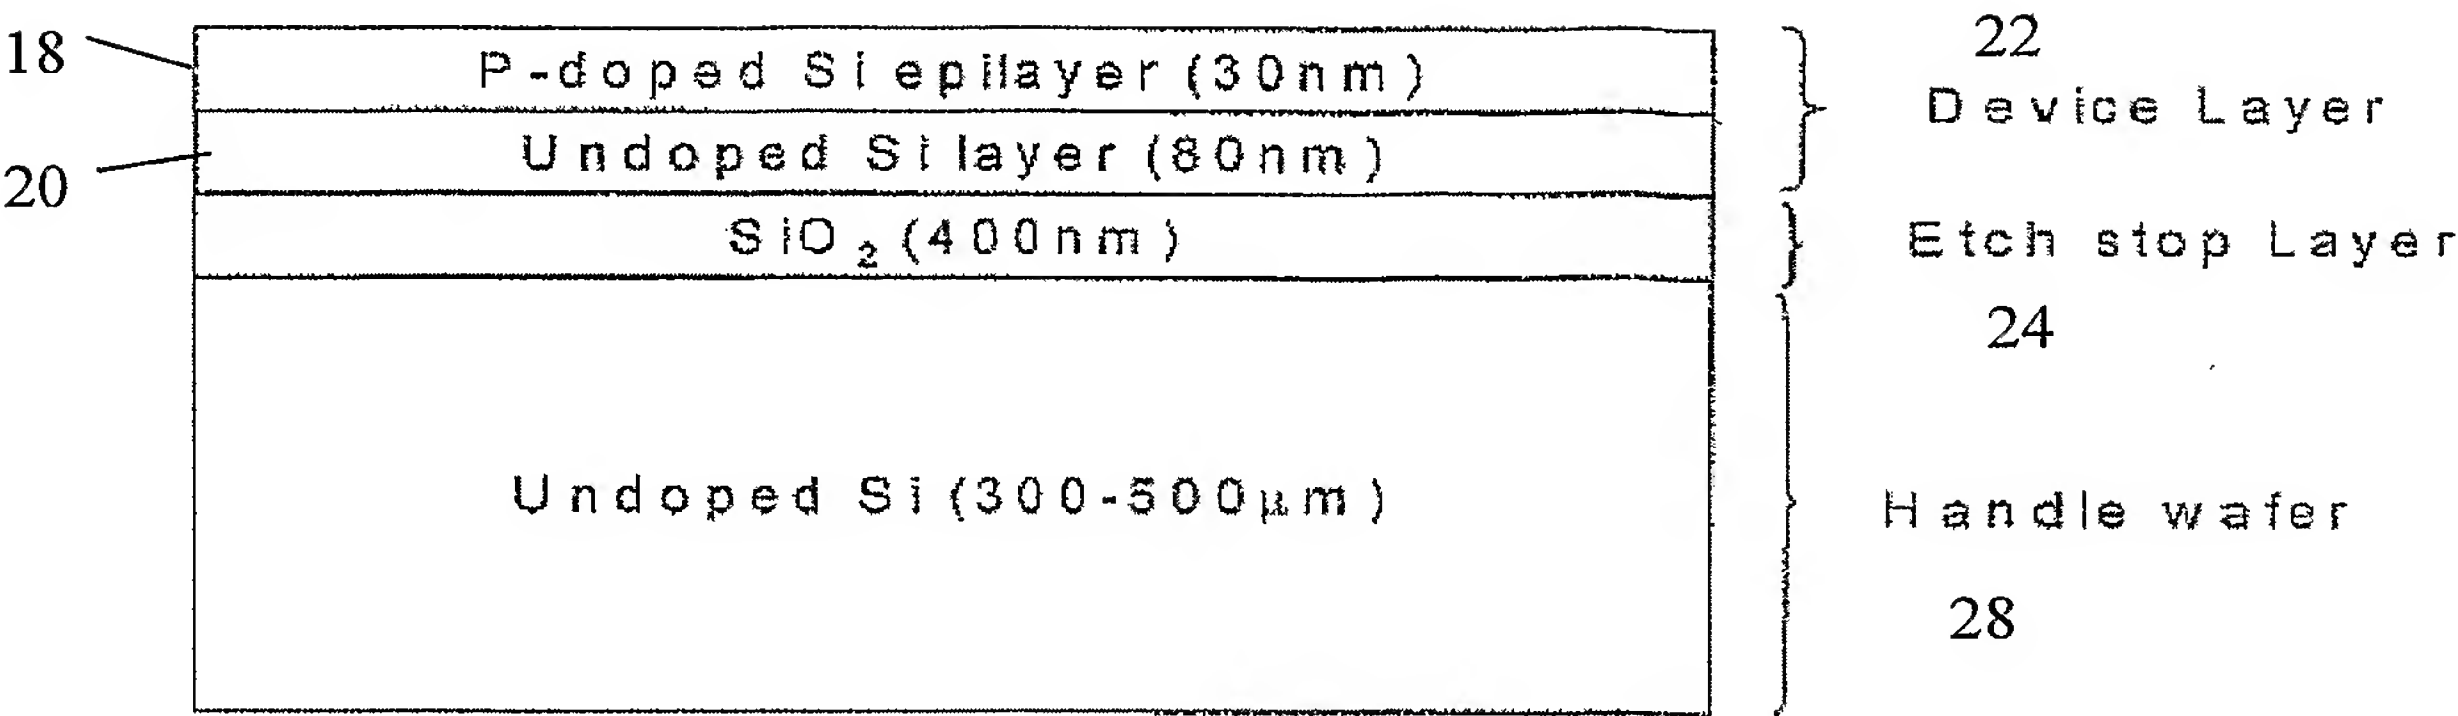 18
P-doped Si epilayer (30nm)
22
Device Layer
20
Undoped Si layer (80nm)
SiO₂ (400nm)
Etch stop Layer
24
Undoped Si (300-500μm)
Handle wafer
28